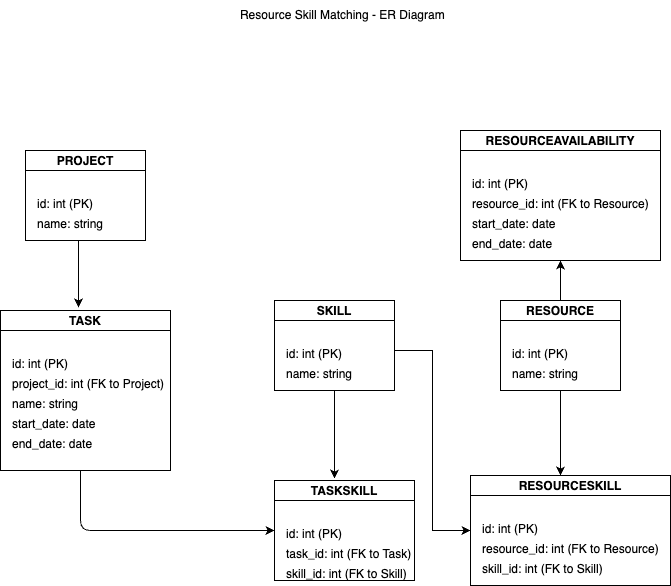 Resource Skill Matching - ER Diagram
PROJECT
id: int (PK)
name: string
RESOURCEAVAILABILITY
id: int (PK)
resource_id: int (FK to Resource)
start_date: date
end_date: date
TASK
id: int (PK)
project_id: int (FK to Project)
name: string
start_date: date
end_date: date
SKILL
id: int (PK)
name: string
RESOURCE
id: int (PK)
name: string
TASKSKILL
id: int (PK)
task_id: int (FK to Task)
skill_id: int (FK to Skill)
RESOURCESKILL
id: int (PK)
resource_id: int (FK to Resource)
skill_id: int (FK to Skill)